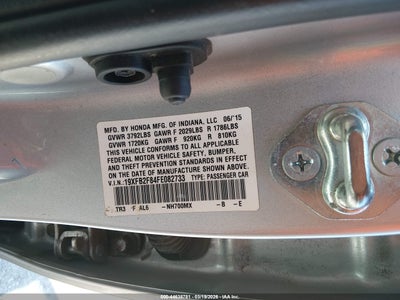 MFD. BY HONDA MFG. OF INDIANA, LLC 06/'15
GVWR 3792LBS GAWR F 2029LBS R 1786LBS
GVWR 1720KG GAWR F 920KG R 810KG
THIS VEHICLE CONFORMS TO ALL APPLICABLE
FEDERAL MOTOR VEHICLE SAFETY, BUMPER,
AND THEFT PREVENTION STANDARDS IN EFFECT
ON THE DATE OF MANUFACTURE SHOWN ABOVE.
V.I.N. 19XFB2F84FE082733 TYPE: PASSENGER CAR
TR3 F AL6 -NH700MX -B -E